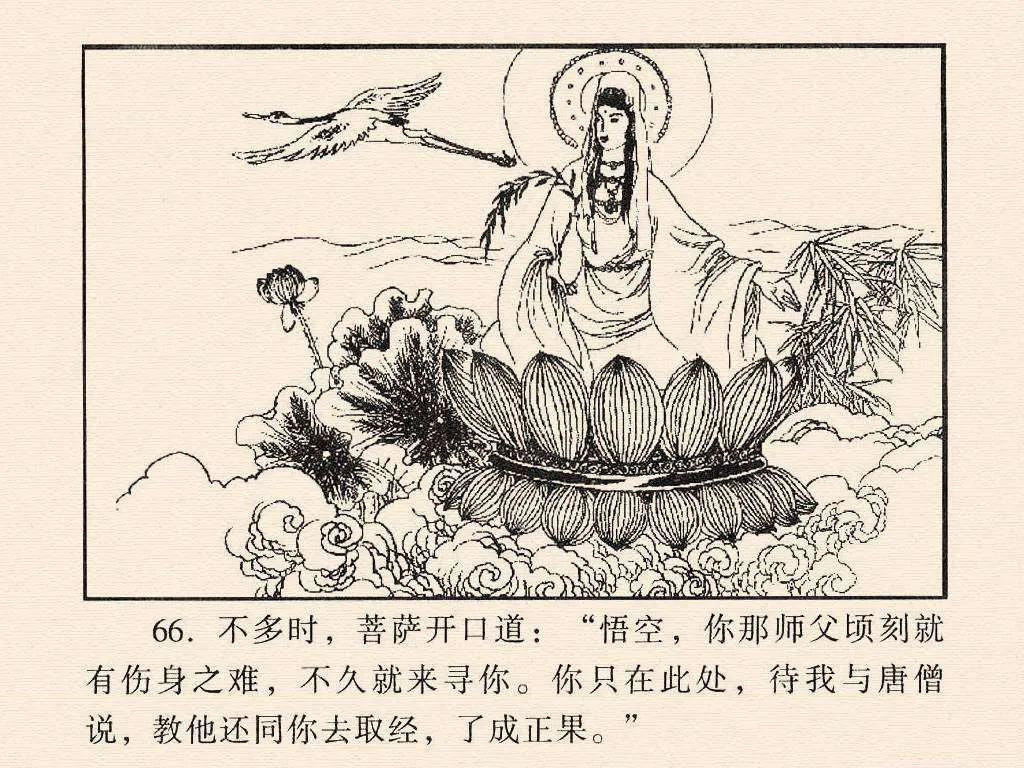 66. 不多时，菩萨开口道：“悟空，你那师父顷刻就
有伤身之难，不久就来寻你。你只在此处，待我与唐僧
说，教他还同你去取经，了成正果。”